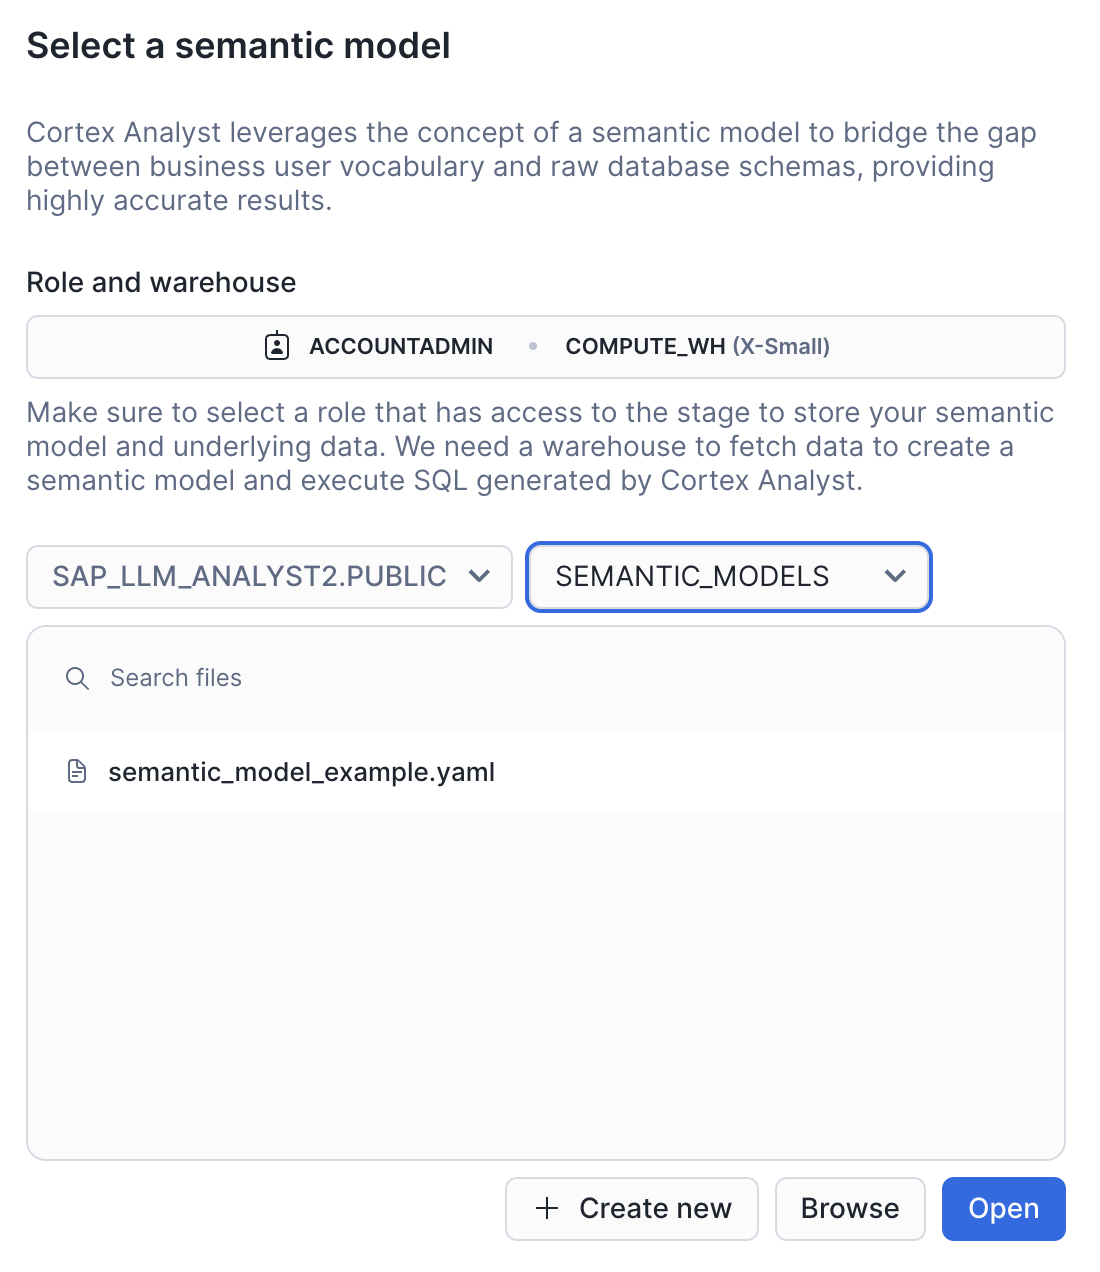 Select a semantic model
Cortex Analyst leverages the concept of a semantic model to bridge the gap
between business user vocabulary and raw database schemas, providing
highly accurate results.
Role and warehouse
ACCOUNTADMIN • COMPUTE_WH (X-Small)
Make sure to select a role that has access to the stage to store your semantic
model and underlying data. We need a warehouse to fetch data to create a
semantic model and execute SQL generated by Cortex Analyst.
SAP_LLM_ANALYST2.PUBLIC SEMANTIC_MODELS
Search files
semantic_model_example.yaml
+ Create new Browse Open